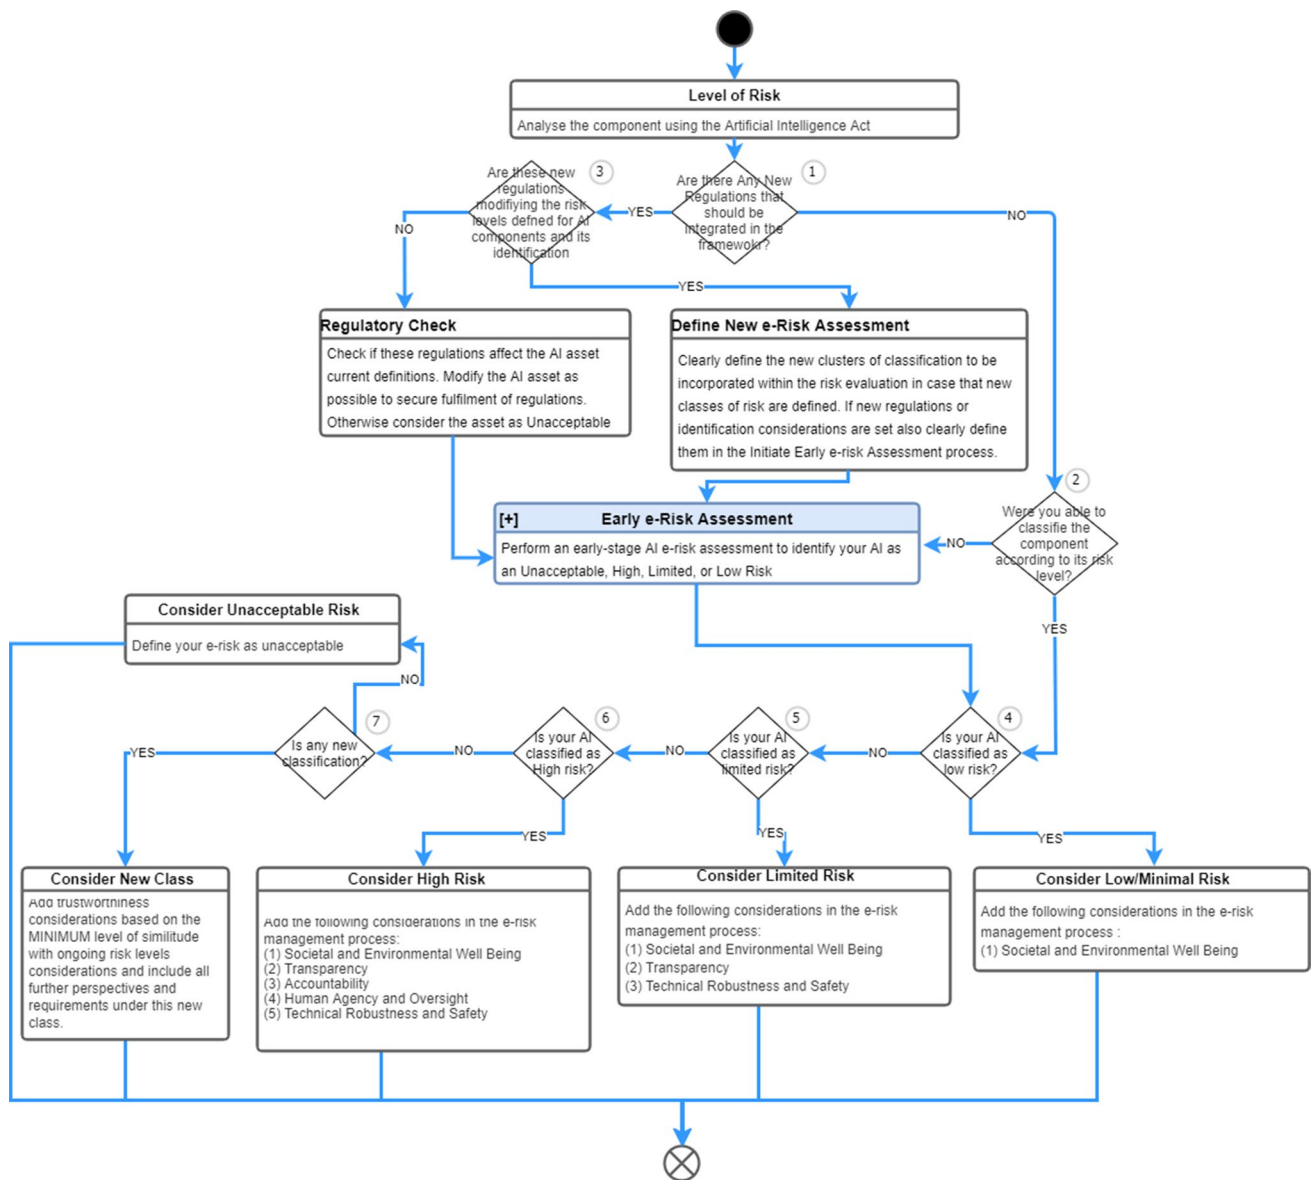 Level of Risk
Analyse the component using the Artificial Intelligence Act
3
Are these new
regulations
modifiying the risk
levels defned for AI
components and its
identification
1
Are there Any New
Regulations that
should be
integrated in the
framewokr?
YES
NO
NO
YES
Regulatory Check
Check if these regulations affect the AI asset
current definitions. Modify the AI asset as
possible to secure fulfilment of regulations.
Otherwise consider the asset as Unacceptable
Define New e-Risk Assessment
Clearly define the new clusters of classification to be
incorporated within the risk evaluation in case that new
classes of risk are defined. If new regulations or
identification considerations are set also clearly define
them in the Initiate Early e-risk Assessment process.
2
Were you able to
classifie the
component
according to its risk
level?
NO
YES
[+] Early e-Risk Assessment
Perform an early-stage AI e-risk assessment to identify your AI as
an Unacceptable, High, Limited, or Low Risk
Consider Unacceptable Risk
Define your e-risk as unacceptable
NO
7
Is any new
classification?
YES
NO
6
Is your AI
classified as
High risk?
NO
5
Is your AI
classified as
limited risk?
NO
4
Is your AI
classified as
low risk?
YES
YES
YES
Consider New Class
Add trustworthiness
considerations based on the
MINIMUM level of similitude
with ongoing risk levels
considerations and include all
further perspectives and
requirements under this new
class.
Consider High Risk
Add the following considerations in the e-risk
management process:
(1) Societal and Environmental Well Being
(2) Transparency
(3) Accountability
(4) Human Agency and Oversight
(5) Technical Robustness and Safety
Consider Limited Risk
Add the following considerations in the e-risk
management process:
(1) Societal and Environmental Well Being
(2) Transparency
(3) Technical Robustness and Safety
Consider Low/Minimal Risk
Add the following considerations in the e-risk
management process :
(1) Societal and Environmental Well Being